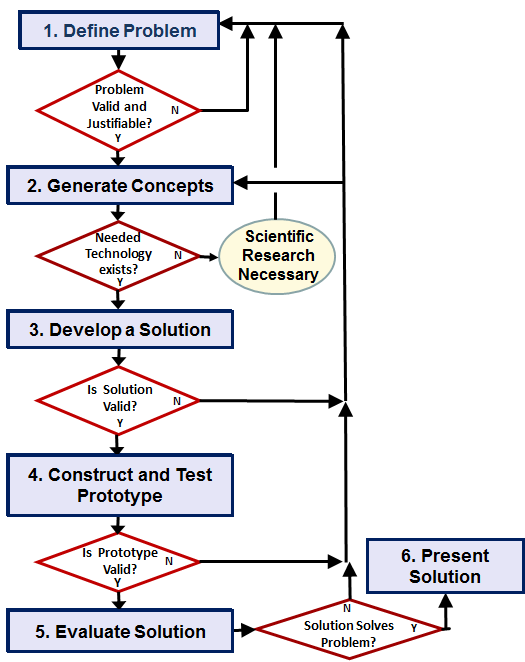 1. Define Problem
Problem
Valid and
Justifiable?
N
Y
2. Generate Concepts
Needed
Technology
exists?
N
Y
Scientific
Research
Necessary
3. Develop a Solution
Is Solution
Valid?
N
Y
4. Construct and Test
Prototype
Is Prototype
Valid?
N
Y
5. Evaluate Solution
Solution Solves
Problem?
N
Y
6. Present
Solution